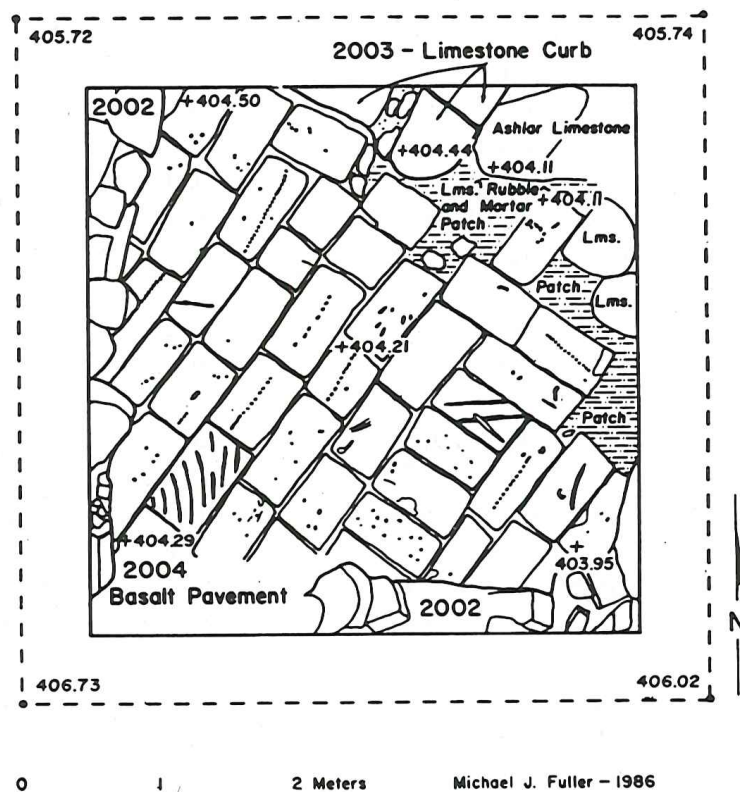 405.72
405.74
2003 - Limestone Curb
2002
+404.50
Ashlar Limestone
+404.44
+404.11
Lms. Rubble
and Mortar
Patch
+404.11
Lms.
Patch
Lms.
+404.21
Patch
+404.29
+
403.95
2004
Basalt Pavement
2002
N
406.73
406.02
0 1 2 Meters
Michael J. Fuller - 1986